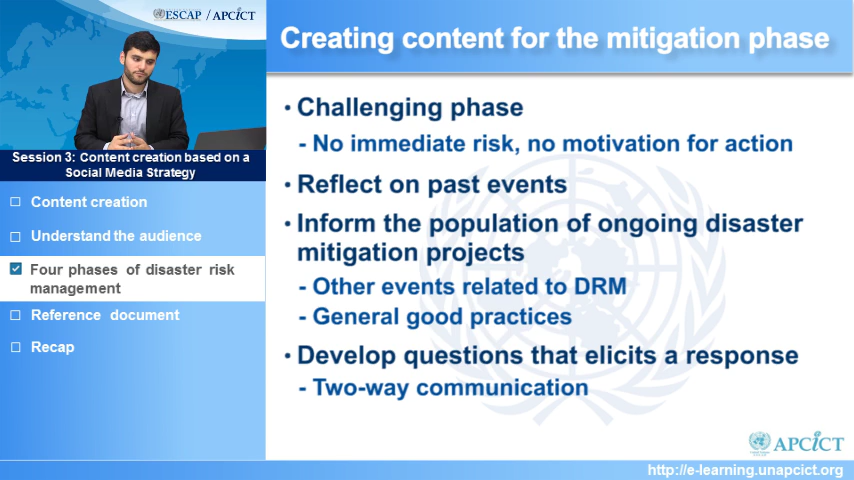 ESCAP / APCICT
Creating content for the mitigation phase
Session 3: Content creation based on a
Social Media Strategy
☐ Content creation
☐ Understand the audience
☑ Four phases of disaster risk
management
☐ Reference document
☐ Recap
• Challenging phase
- No immediate risk, no motivation for action
• Reflect on past events
• Inform the population of ongoing disaster
mitigation projects
- Other events related to DRM
- General good practices
• Develop questions that elicits a response
- Two-way communication
APCICT
http://e-learning.unapcict.org